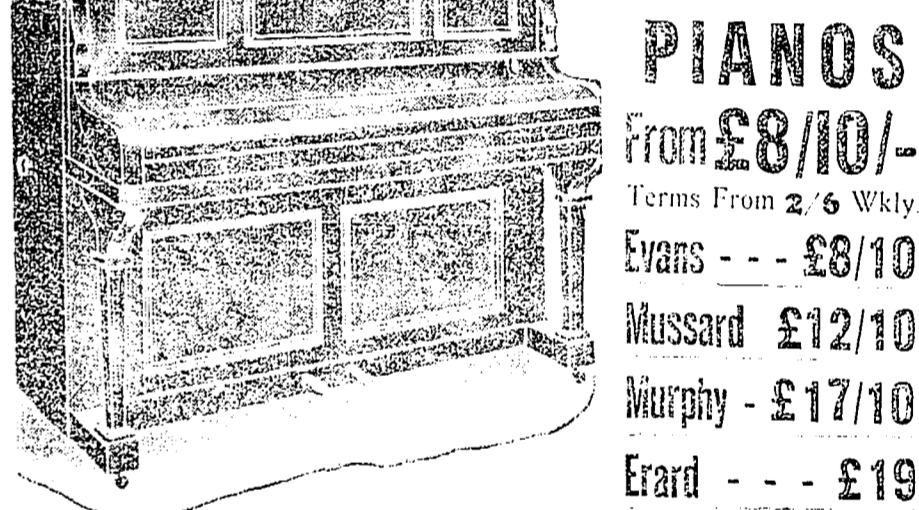 PIANOS
From £8/10/-
Terms From 2/6 Wkly.
Evans - - - £8/10
Mussard £12/10
Murphy - £17/10
Erard - - - £19